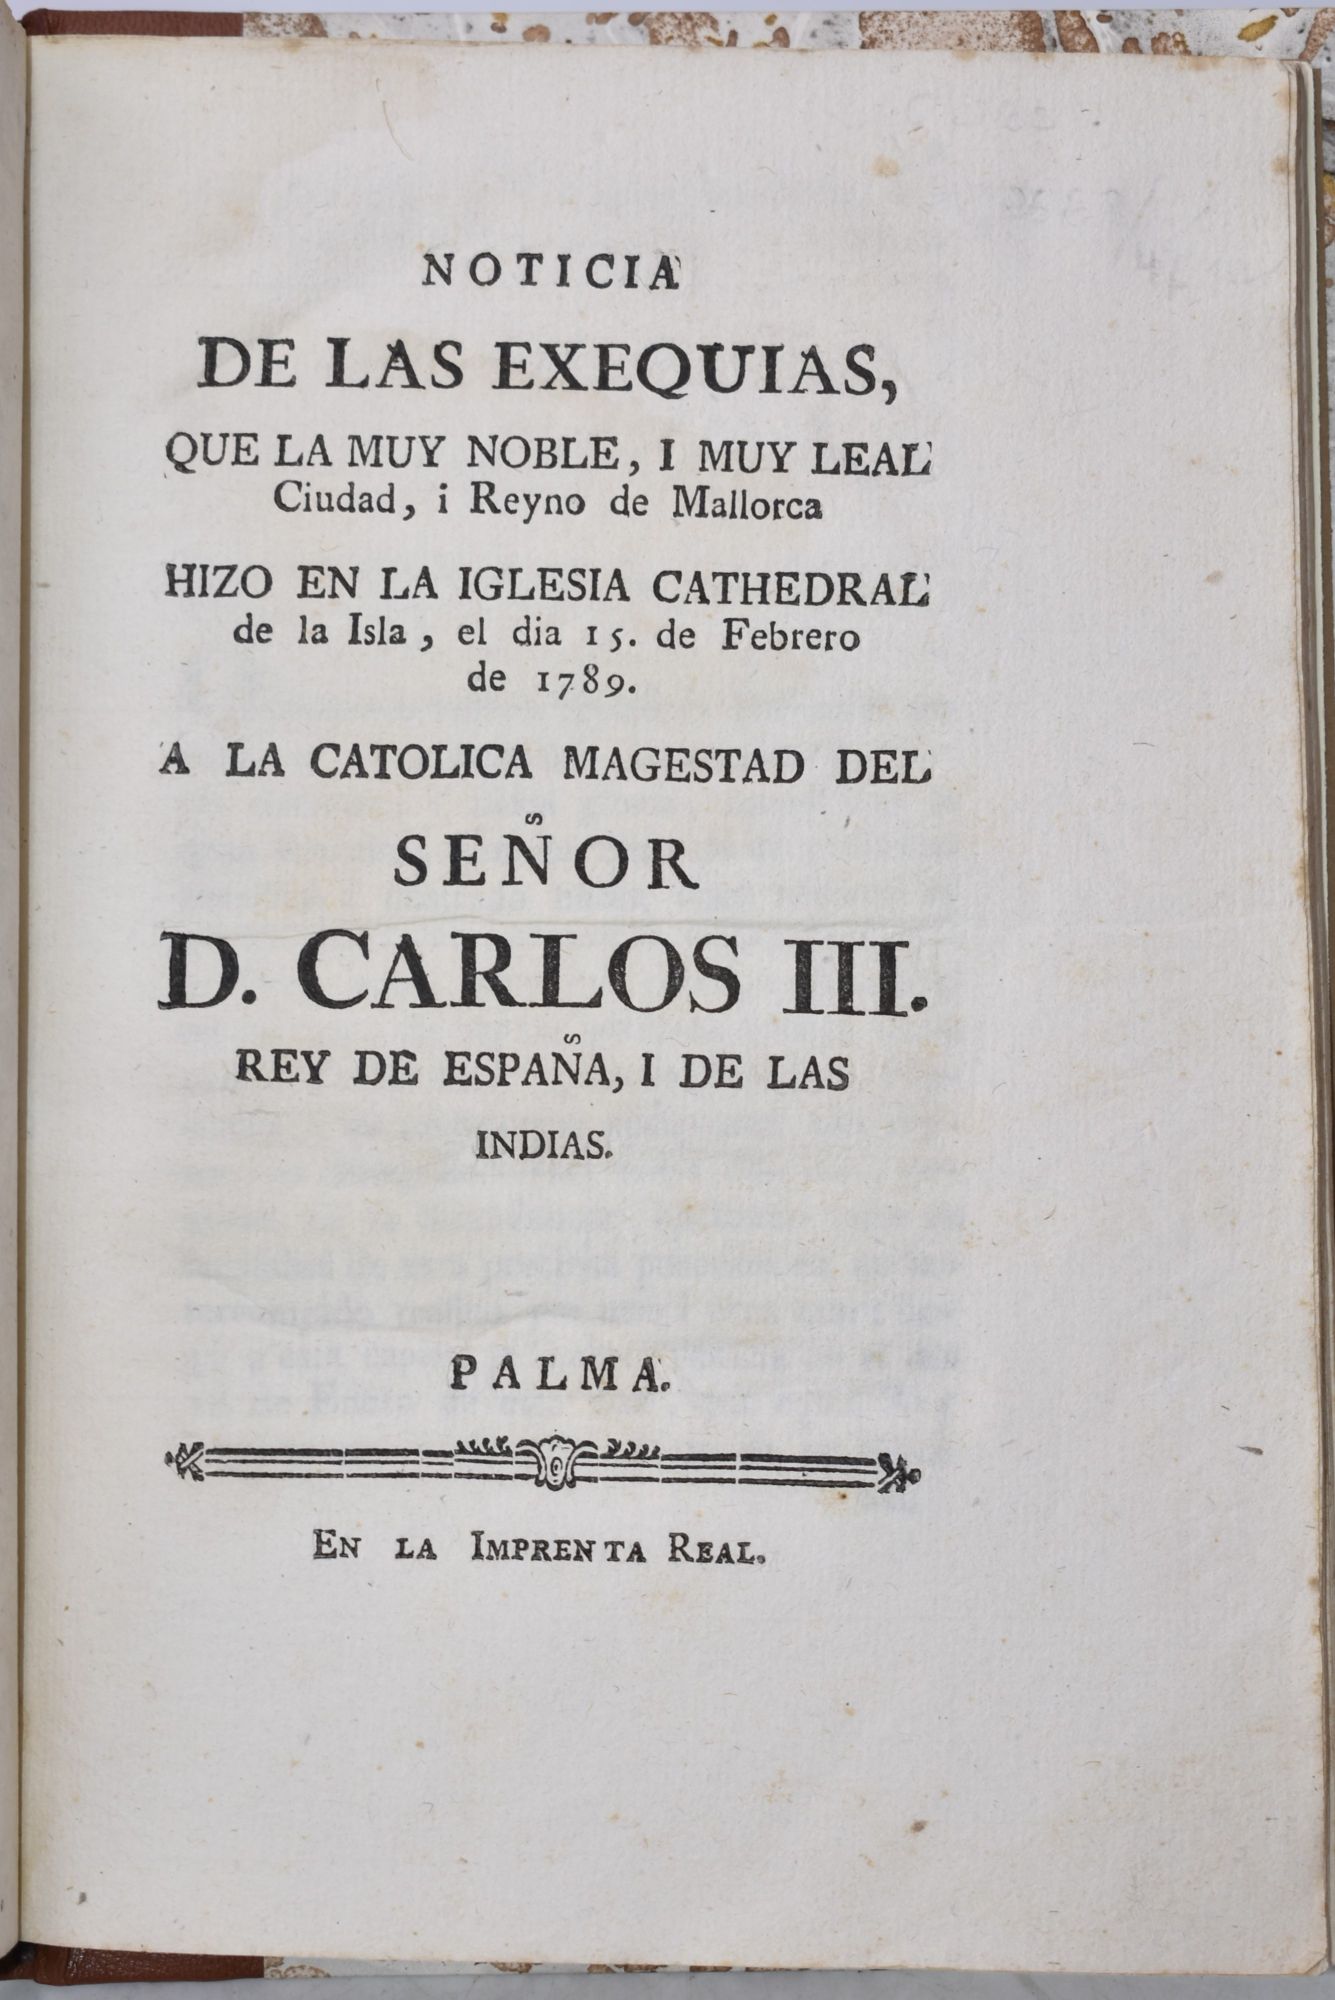 NOTICIA
DE LAS EXEQUIAS,
QUE LA MUY NOBLE, I MUY LEAL
Ciudad, i Reyno de Mallorca
HIZO EN LA IGLESIA CATHEDRAL
de la Isla, el dia 15. de Febrero
de 1789.
A LA CATOLICA MAGESTAD DEL
SEÑOR
D. CARLOS III.
REY DE ESPAÑA, I DE LAS
INDIAS.
PALMA.
EN LA IMPRENTA REAL.